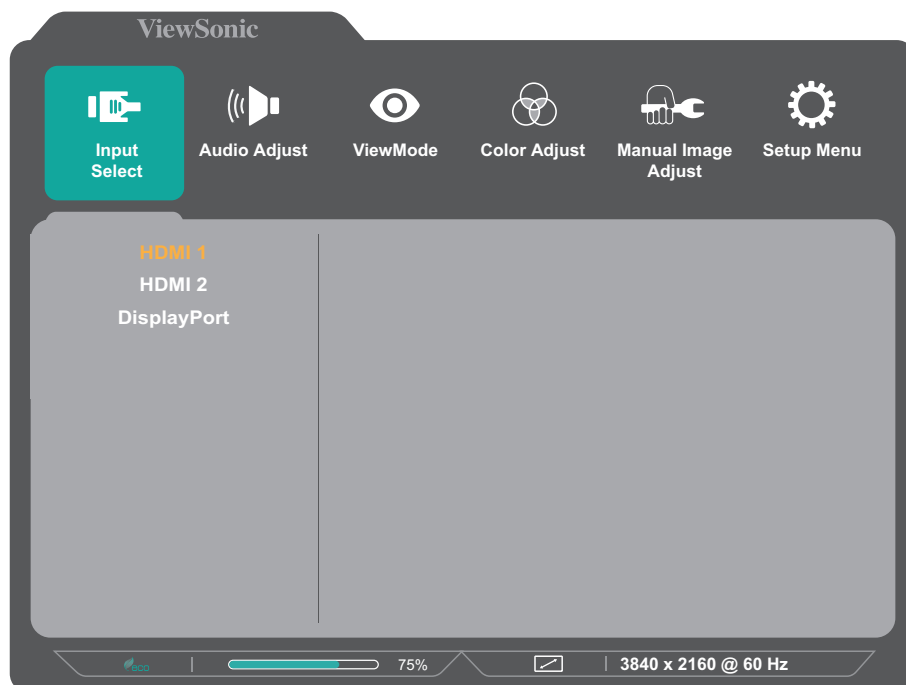 ViewSonic
Input
Select
Audio Adjust
ViewMode
Color Adjust
Manual Image
Adjust
Setup Menu
HDMI 1
HDMI 2
DisplayPort
eco
75%
3840 x 2160 @ 60 Hz